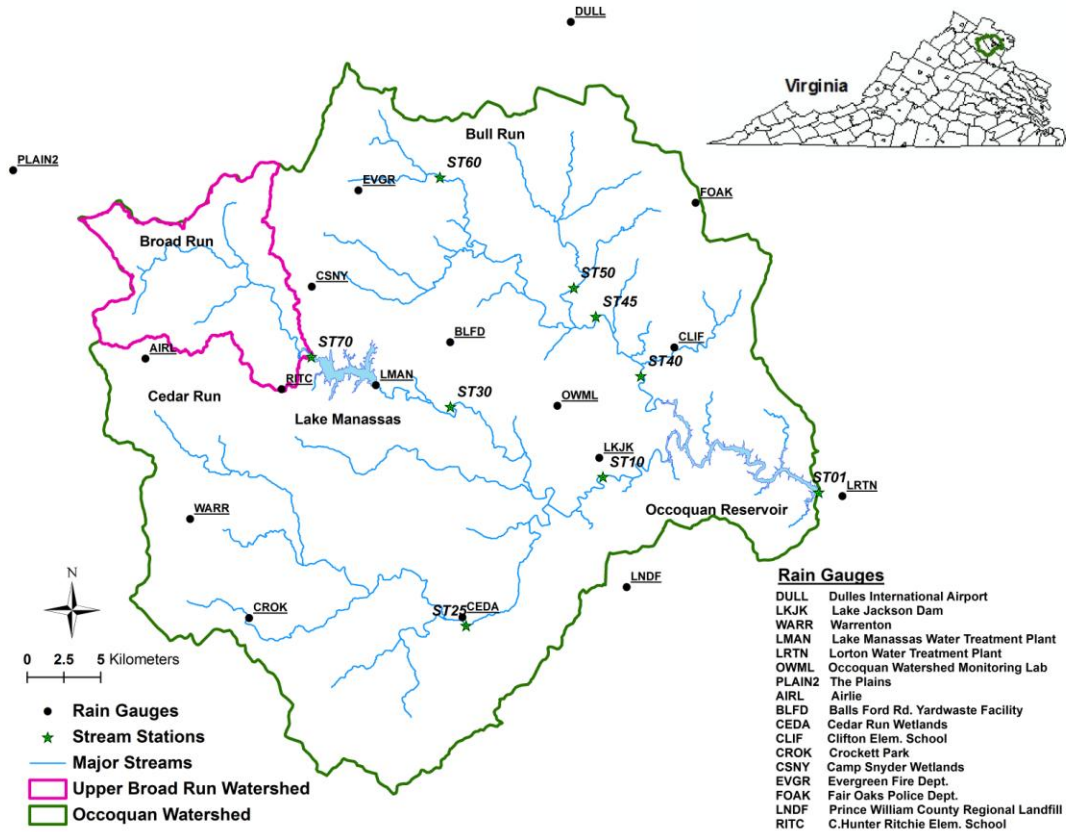 DULL
Virginia
Bull Run
PLAIN2
ST60
EVGR
FOAK
Broad Run
CSNY
ST50
ST45
BLFD
CLIF
ST70
AIRL
RITC
LMAN
ST40
Cedar Run
ST30
OWML
Lake Manassas
LKJK
ST10
ST01
LRTN
WARR
Occoquan Reservoir
LNDF
N
CROK
ST25
CEDA
0 2.5 5 Kilometers
Rain Gauges
Stream Stations
Major Streams
Upper Broad Run Watershed
Occoquan Watershed
Rain Gauges
DULL Dulles International Airport
LKJK Lake Jackson Dam
WARR Warrenton
LMAN Lake Manassas Water Treatment Plant
LRTN Lorton Water Treatment Plant
OWML Occoquan Watershed Monitoring Lab
PLAIN2 The Plains
AIRL Airlie
BLFD Balls Ford Rd. Yardwaste Facility
CEDA Cedar Run Wetlands
CLIF Clifton Elem. School
CROK Crockett Park
CSNY Camp Snyder Wetlands
EVGR Evergreen Fire Dept.
FOAK Fair Oaks Police Dept.
LNDF Prince William County Regional Landfill
RITC C.Hunter Ritchie Elem. School